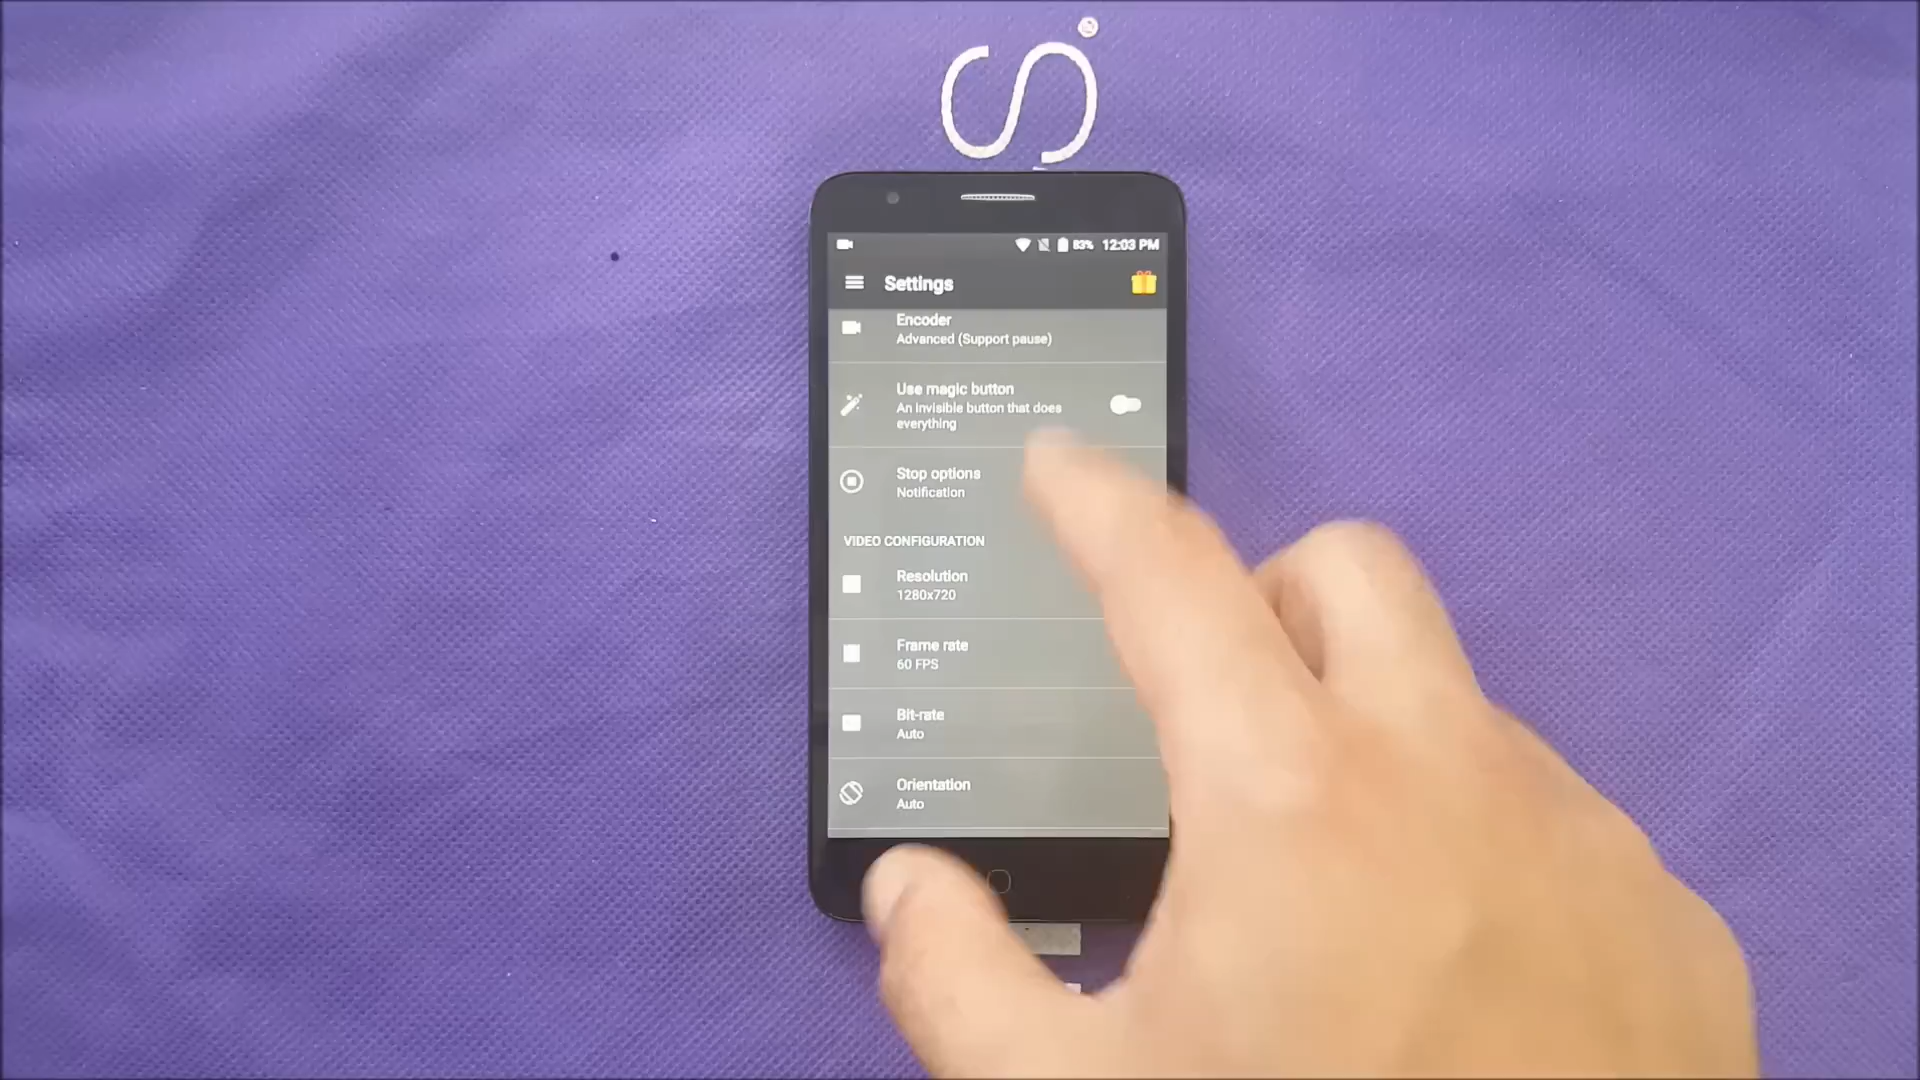 83% 12:03 PM
Settings
Encoder
Advanced (Support pause)
Use magic button
An invisible button that does
everything
Stop options
Notification
VIDEO CONFIGURATION
Resolution
1280x720
Frame rate
60 FPS
Bit-rate
Auto
Orientation
Auto